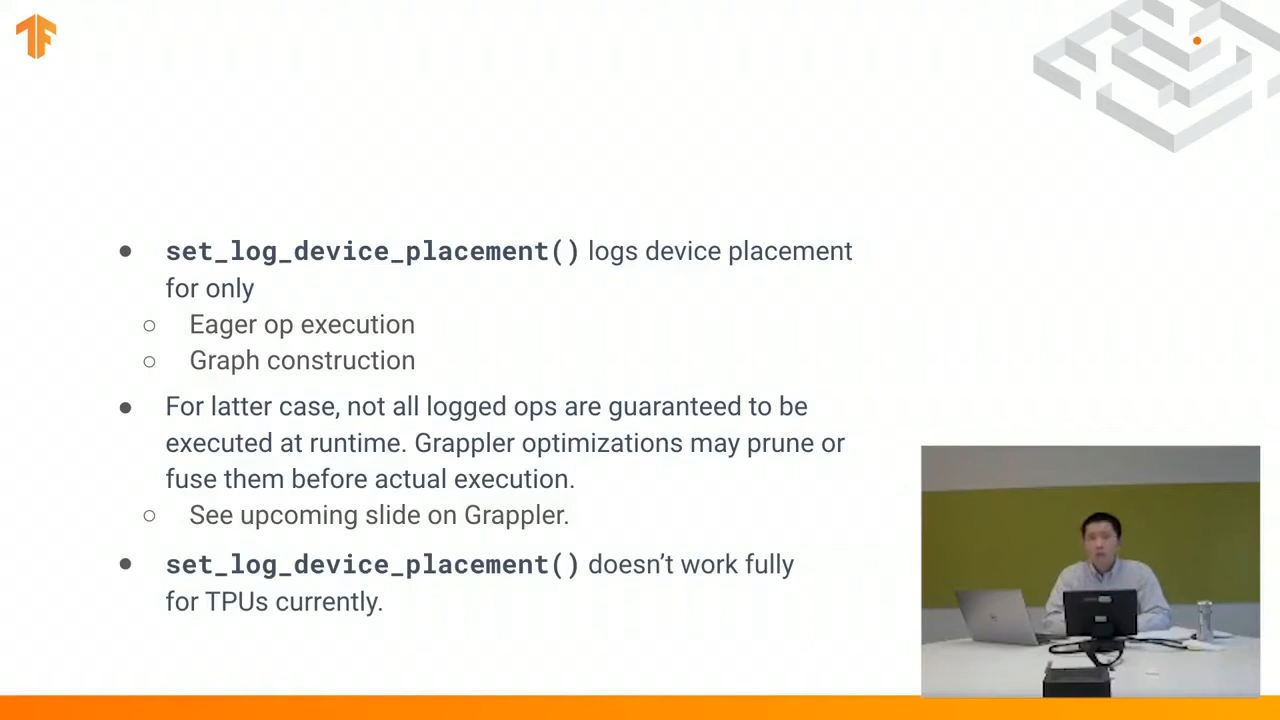 ● set_log_device_placement() logs device placement
for only
○ Eager op execution
○ Graph construction
● For latter case, not all logged ops are guaranteed to be
executed at runtime. Grappler optimizations may prune or
fuse them before actual execution.
○ See upcoming slide on Grappler.
● set_log_device_placement() doesn’t work fully
for TPUs currently.